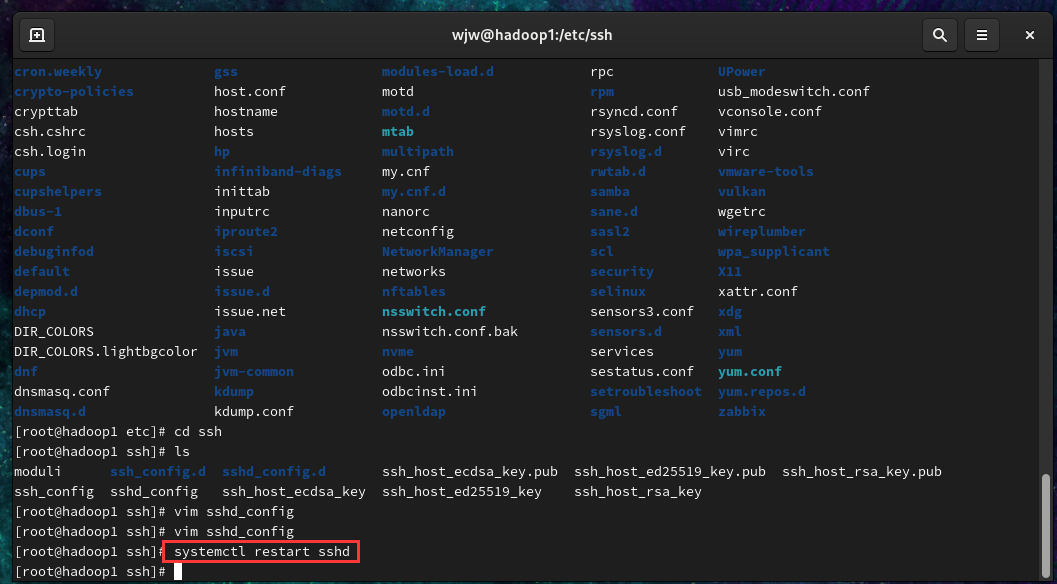 wjw@hadoop1:/etc/ssh
cron.weekly gss modules-load.d rpc UPower
crypto-policies host.conf motd rpm usb_modeswitch.conf
crypttab hostname motd.d rsyncd.conf vconsole.conf
csh.cshrc hosts mtab rsyslog.conf vimrc
csh.login hp multipath rsyslog.d virc
cups infiniband-diags my.cnf rwtab.d vmware-tools
cupshelpers inittab my.cnf.d samba vulkan
dbus-1 inputrc nanorc sane.d wgetrc
dconf iproute2 netconfig sasl2 wireplumber
debuginfod iscsi NetworkManager scl wpa_supplicant
default issue networks security X11
depmod.d issue.d nftables selinux xattr.conf
dhcp issue.net nsswitch.conf sensors3.conf xdg
DIR_COLORS java nsswitch.conf.bak sensors.d xml
DIR_COLORS.lightbgcolor jvm nvme services yum
dnf jvm-common odbc.ini sestatus.conf yum.conf
dnsmasq.conf kdump odbcinst.ini setroubleshoot yum.repos.d
dnsmasq.d kdump.conf openldap sgml zabbix
[root@hadoop1 etc]# cd ssh
[root@hadoop1 ssh]# ls
moduli ssh_config.d sshd_config.d ssh_host_ecdsa_key.pub ssh_host_ed25519_key.pub ssh_host_rsa_key.pub
ssh_config sshd_config ssh_host_ecdsa_key ssh_host_ed25519_key ssh_host_rsa_key
[root@hadoop1 ssh]# vim sshd_config
[root@hadoop1 ssh]# vim sshd_config
[root@hadoop1 ssh]# systemctl restart sshd
[root@hadoop1 ssh]#